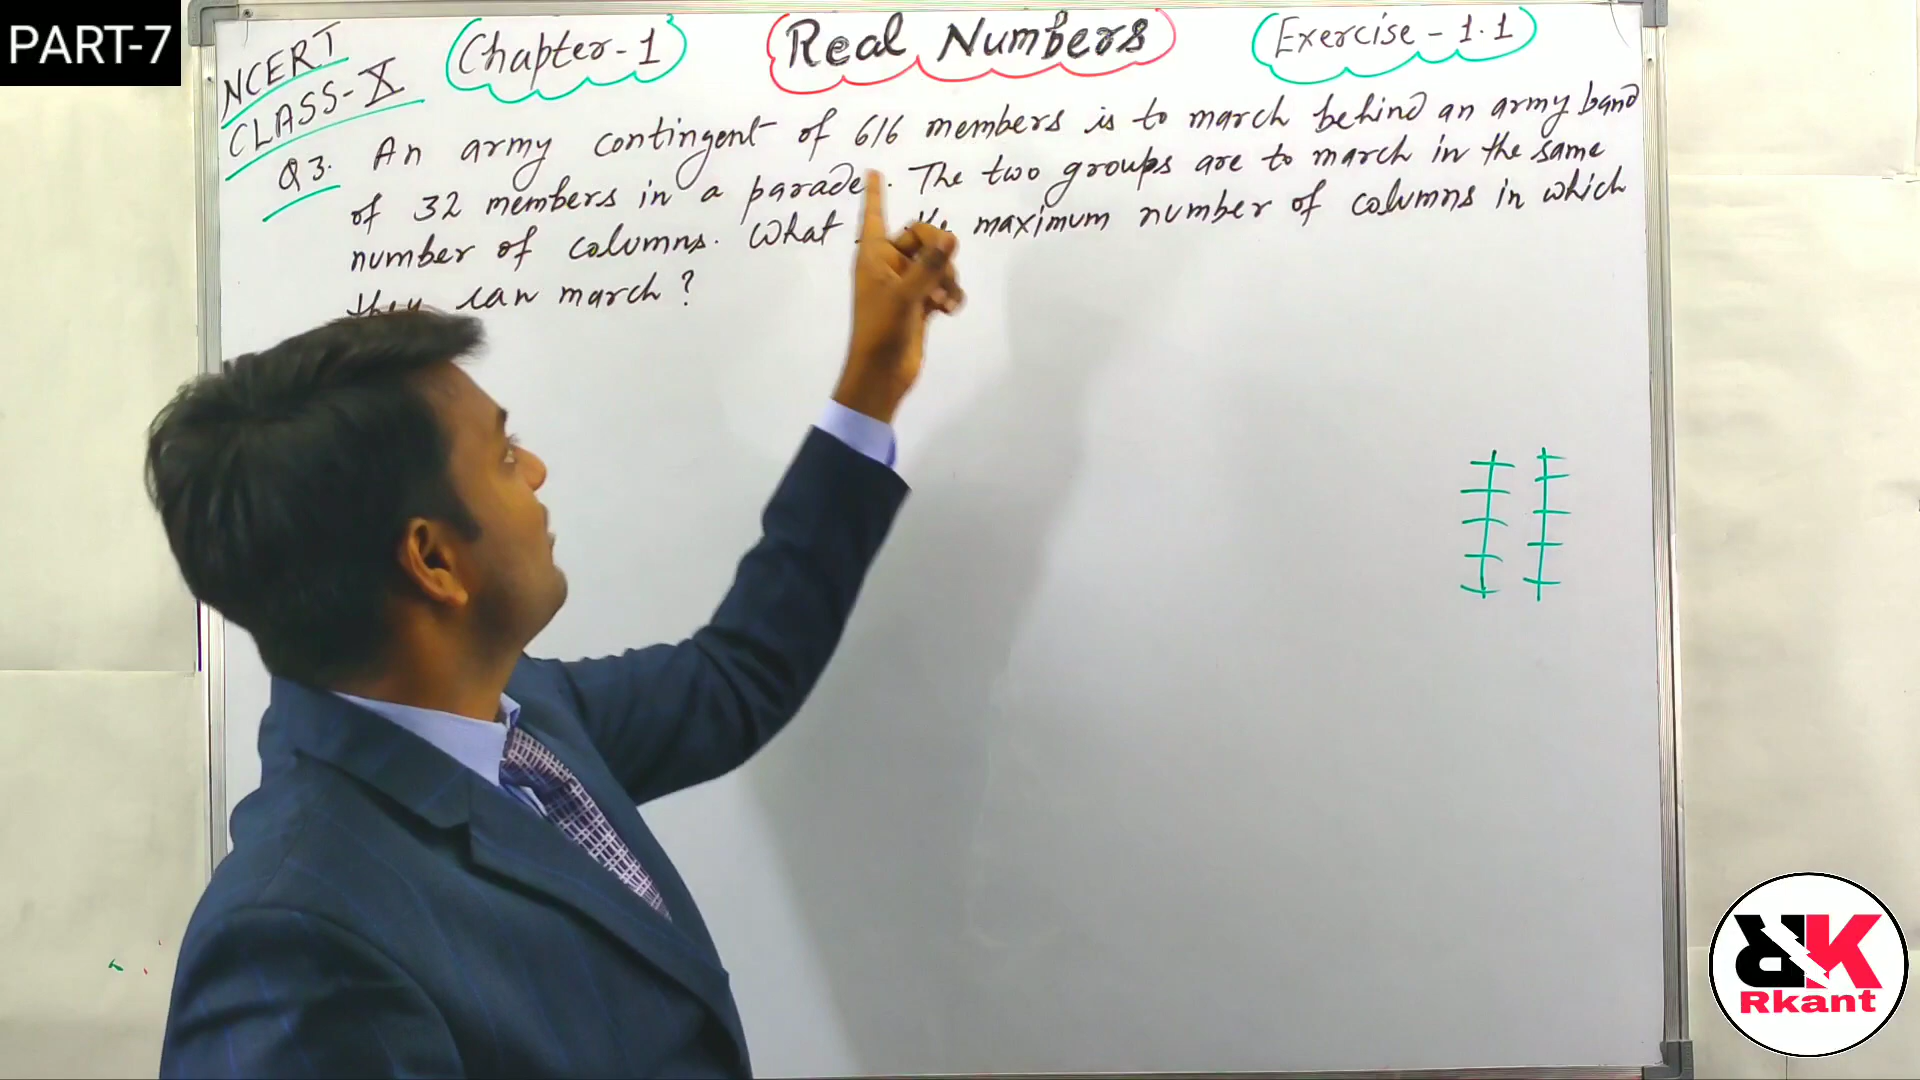 PART-7
NCERT
CLASS-X
Chapter-1
Real Numbers
Exercise-1.1
Q3. An army contingent of 616 members is to march behind an army band
of 32 members in a parade. The two groups are to march in the same
number of columns. What maximum number of columns in which
they can march?
RK
Rkant